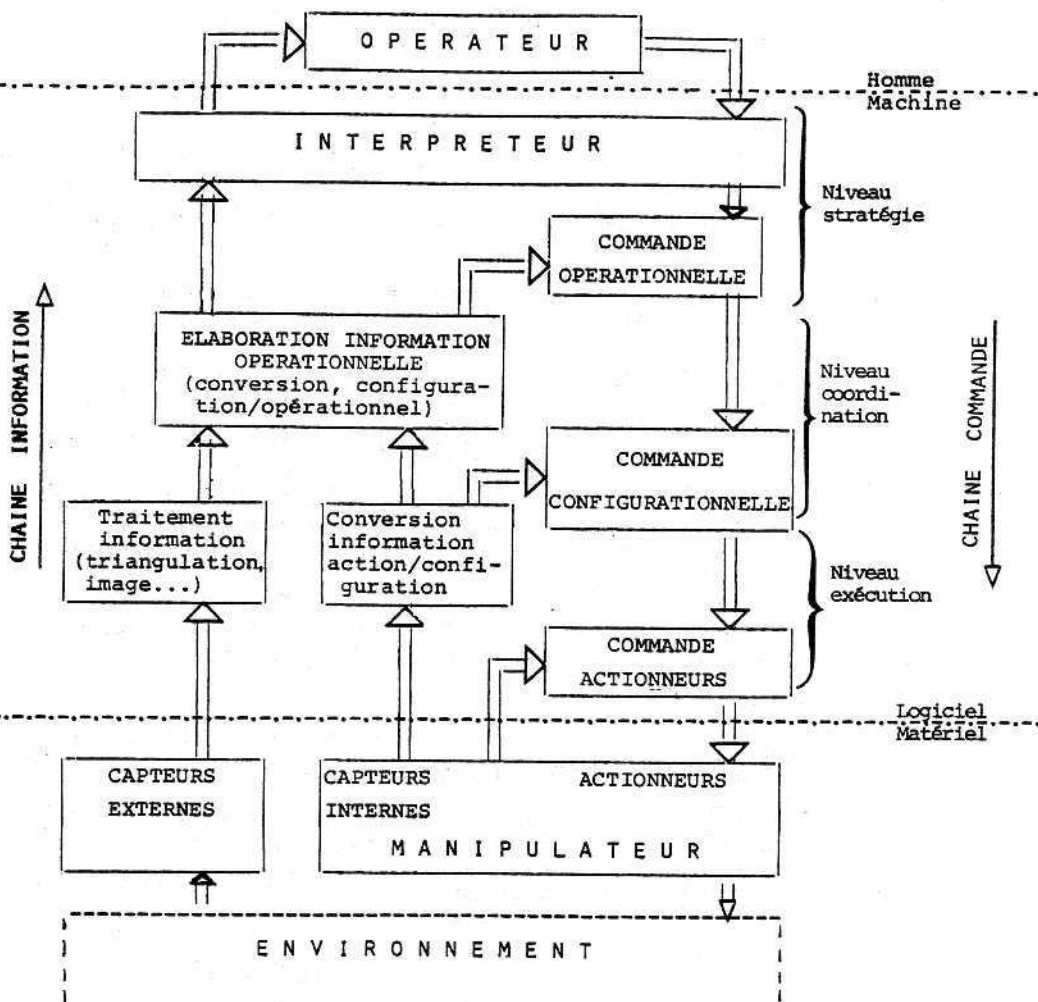 OPERATEUR
Homme
Machine
INTERPRETEUR
Niveau
stratégie
COMMANDE
OPERATIONNELLE
CHAINE INFORMATION
ELABORATION INFORMATION
OPERATIONNELLE
(conversion, configura-
tion/opérationnel)
Niveau
coordi-
nation
CHAINE COMMANDE
COMMANDE
CONFIGURATIONNELLE
Traitement
information
(triangulation,
image...)
Conversion
information
action/confi-
guration
Niveau
exécution
COMMANDE
ACTIONNEURS
Logiciel
Matériel
CAPTEURS
EXTERNES
CAPTEURS
INTERNES
ACTIONNEURS
MANIPULATEUR
ENVIRONNEMENT